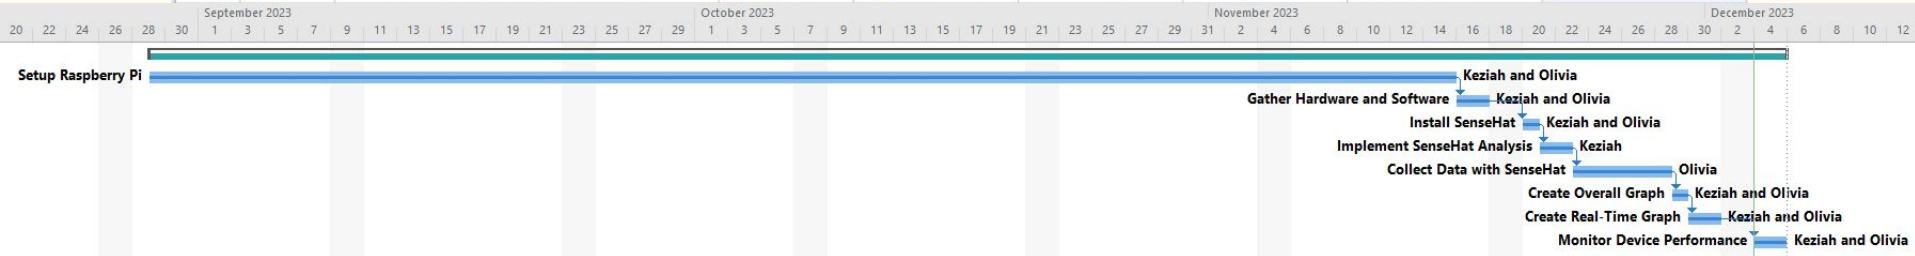 September 2023 October 2023 November 2023 December 2023
20 22 24 26 28 30 1 3 5 7 9 11 13 15 17 19 21 23 25 27 29 1 3 5 7 9 11 13 15 17 19 21 23 25 27 29 31 2 4 6 8 10 12 14 16 18 20 22 24 26 28 30 2 4 6 8 10 12
Setup Raspberry Pi Keziah and Olivia
Gather Hardware and Software Keziah and Olivia
Install SenseHat Keziah and Olivia
Implement SenseHat Analysis Keziah
Collect Data with SenseHat Olivia
Create Overall Graph Keziah and Olivia
Create Real-Time Graph Keziah and Olivia
Monitor Device Performance Keziah and Olivia